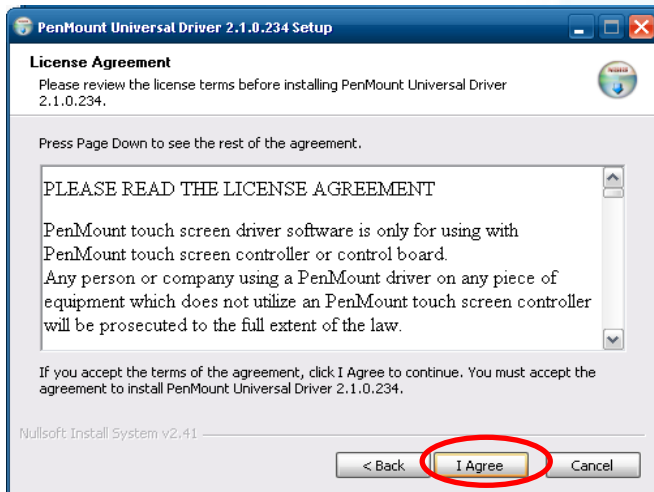 PenMount Universal Driver 2.1.0.234 Setup
License Agreement
Please review the license terms before installing PenMount Universal Driver
2.1.0.234.
Press Page Down to see the rest of the agreement.
PLEASE READ THE LICENSE AGREEMENT
PenMount touch screen driver software is only for using with
PenMount touch screen controller or control board.
Any person or company using a PenMount driver on any piece of
equipment which does not utilize an PenMount touch screen controller
will be prosecuted to the full extent of the law.
If you accept the terms of the agreement, click I Agree to continue. You must accept the
agreement to install PenMount Universal Driver 2.1.0.234.
Nullsoft Install System v2.41
< Back
I Agree
Cancel